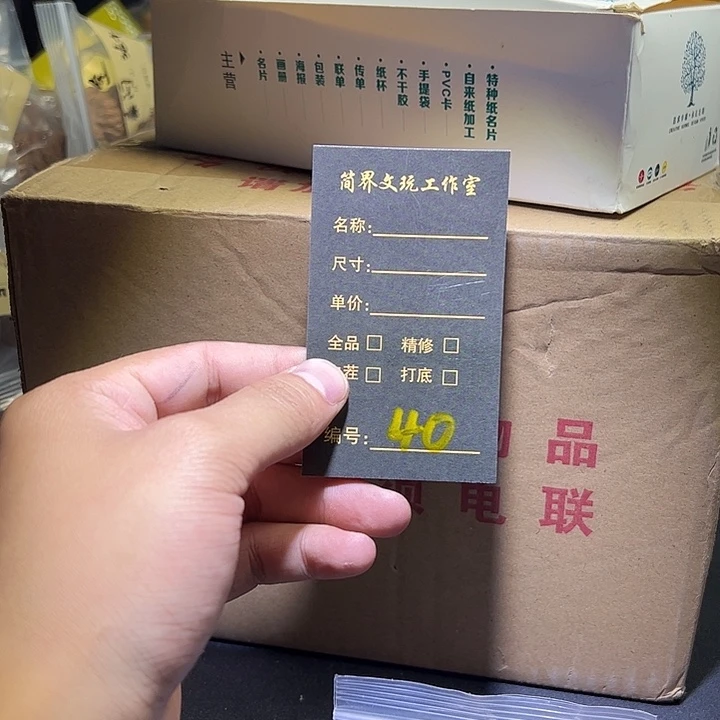 主营
名片
画册
海报
包装
联单
传单
纸杯
不干胶
手提袋
PVC卡
自来纸加工
特种纸名片
简界文玩工作室
名称:
尺寸:
单价:
全品 精修
茬 打底
编号: 40
品
电 联